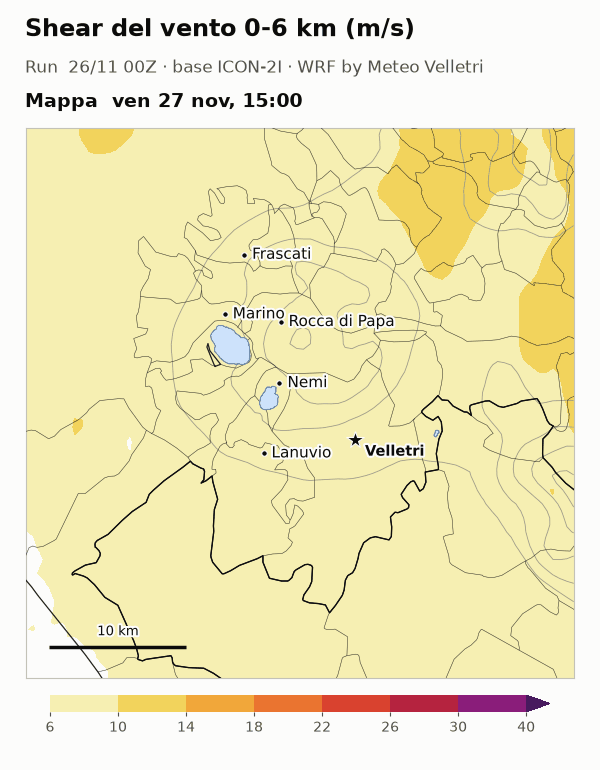 Shear del vento 0-6 km (m/s)
Run  26/11 00Z · base ICON-2I · WRF by Meteo Velletri
Mappa  ven 27 nov, 15:00
Frascati
Marino
Rocca di Papa
Nemi
Velletri
Lanuvio
10 km
6 10 14 18 22 26 30 40